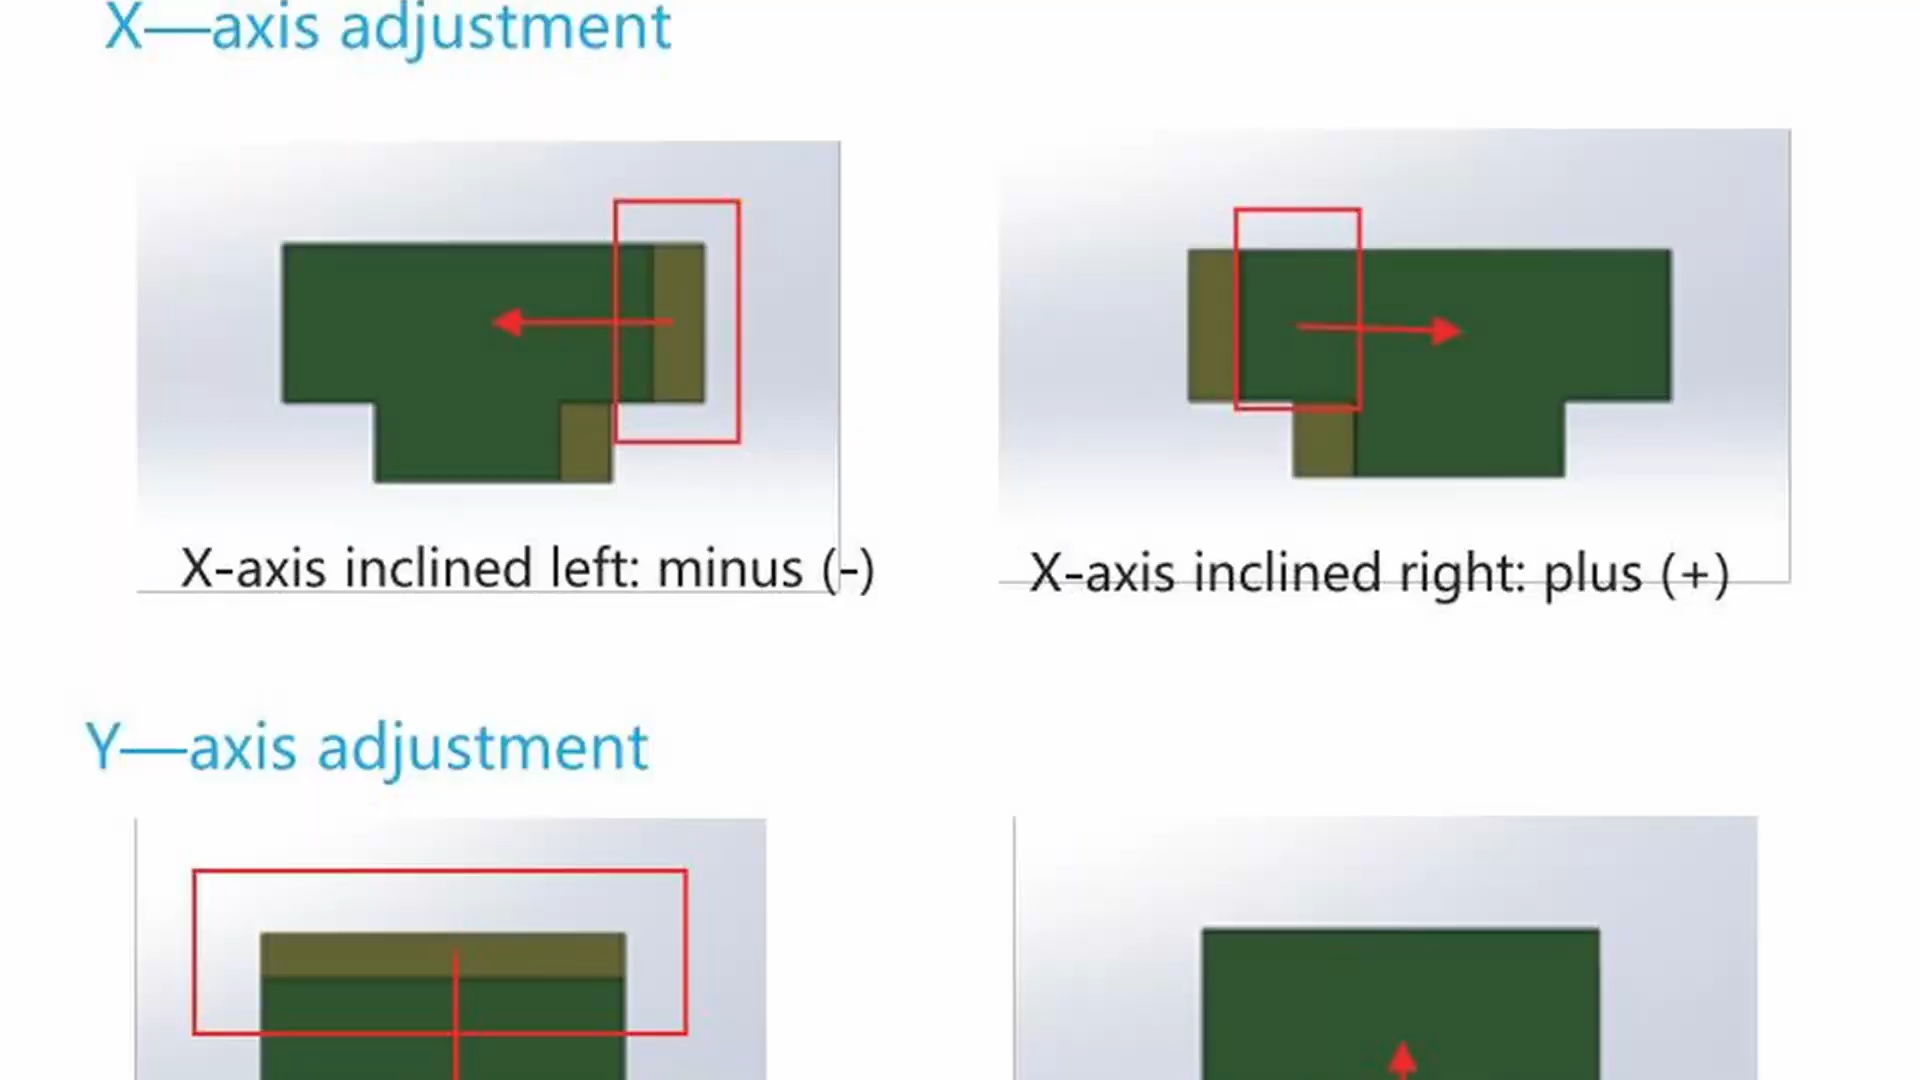 X—axis adjustment
X-axis inclined left: minus (-)
X-axis inclined right: plus (+)
Y—axis adjustment